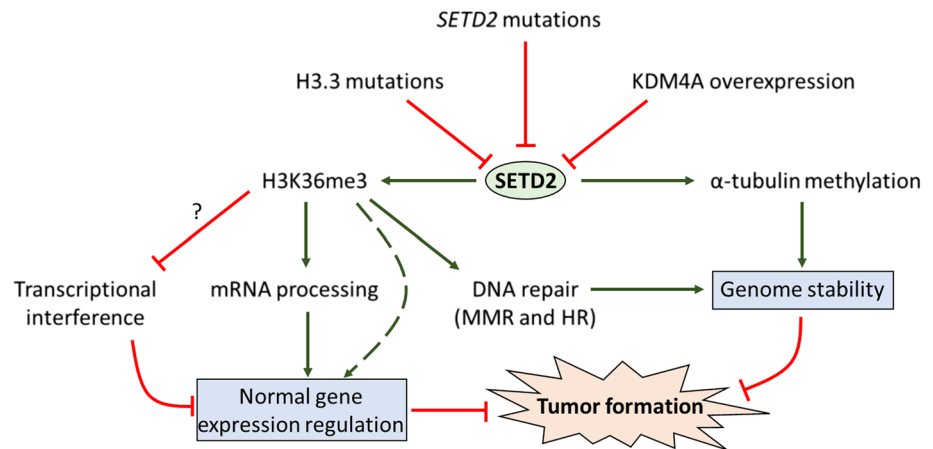 SETD2 mutations
H3.3 mutations
KDM4A overexpression
H3K36me3
SETD2
α-tubulin methylation
?
Transcriptional
interference
mRNA processing
DNA repair
(MMR and HR)
Genome stability
Normal gene
expression regulation
Tumor formation